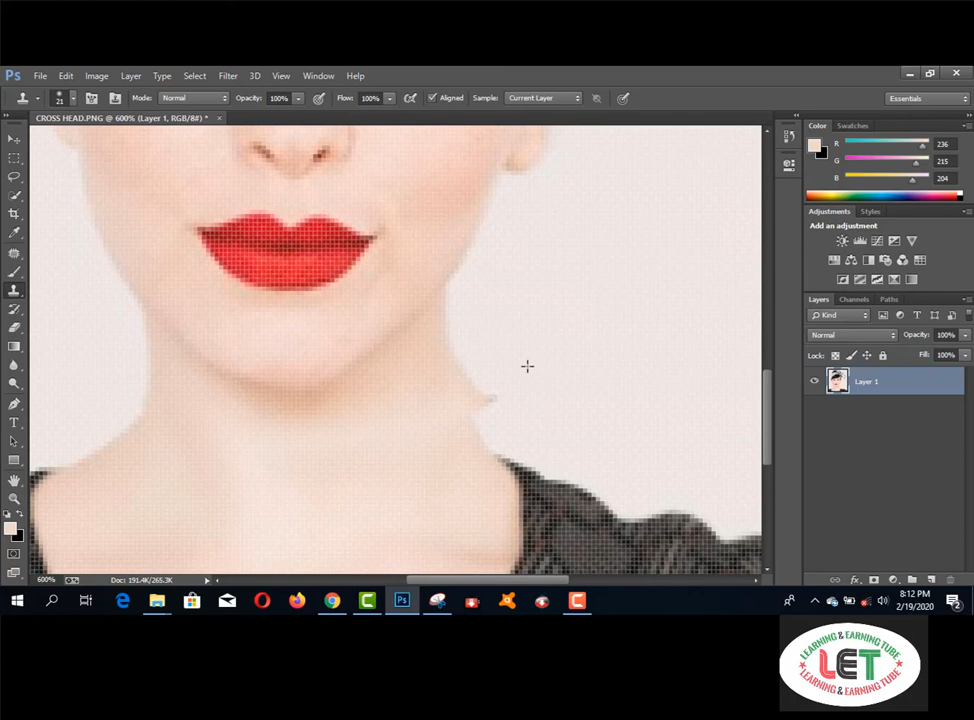 Ps File Edit Image Layer Type Select Filter 3D View Window Help
21 Mode: Normal Opacity: 100% Flow: 100% Aligned Sample: Current Layer Essentials
CROSS HEAD.PNG @ 600% (Layer 1, RGB/8#) * ×
Color Swatches
R 236
G 215
B 204
Adjustments Styles
Add an adjustment
Layers Channels Paths
Kind
Normal Opacity: 100%
Lock: Fill: 100%
Layer 1
600% Doc: 191.4K/265.3K
8:12 PM
2/19/2020
2
LEARNING & EARNING TUBE
LET
LEARNING & EARNING TUBE